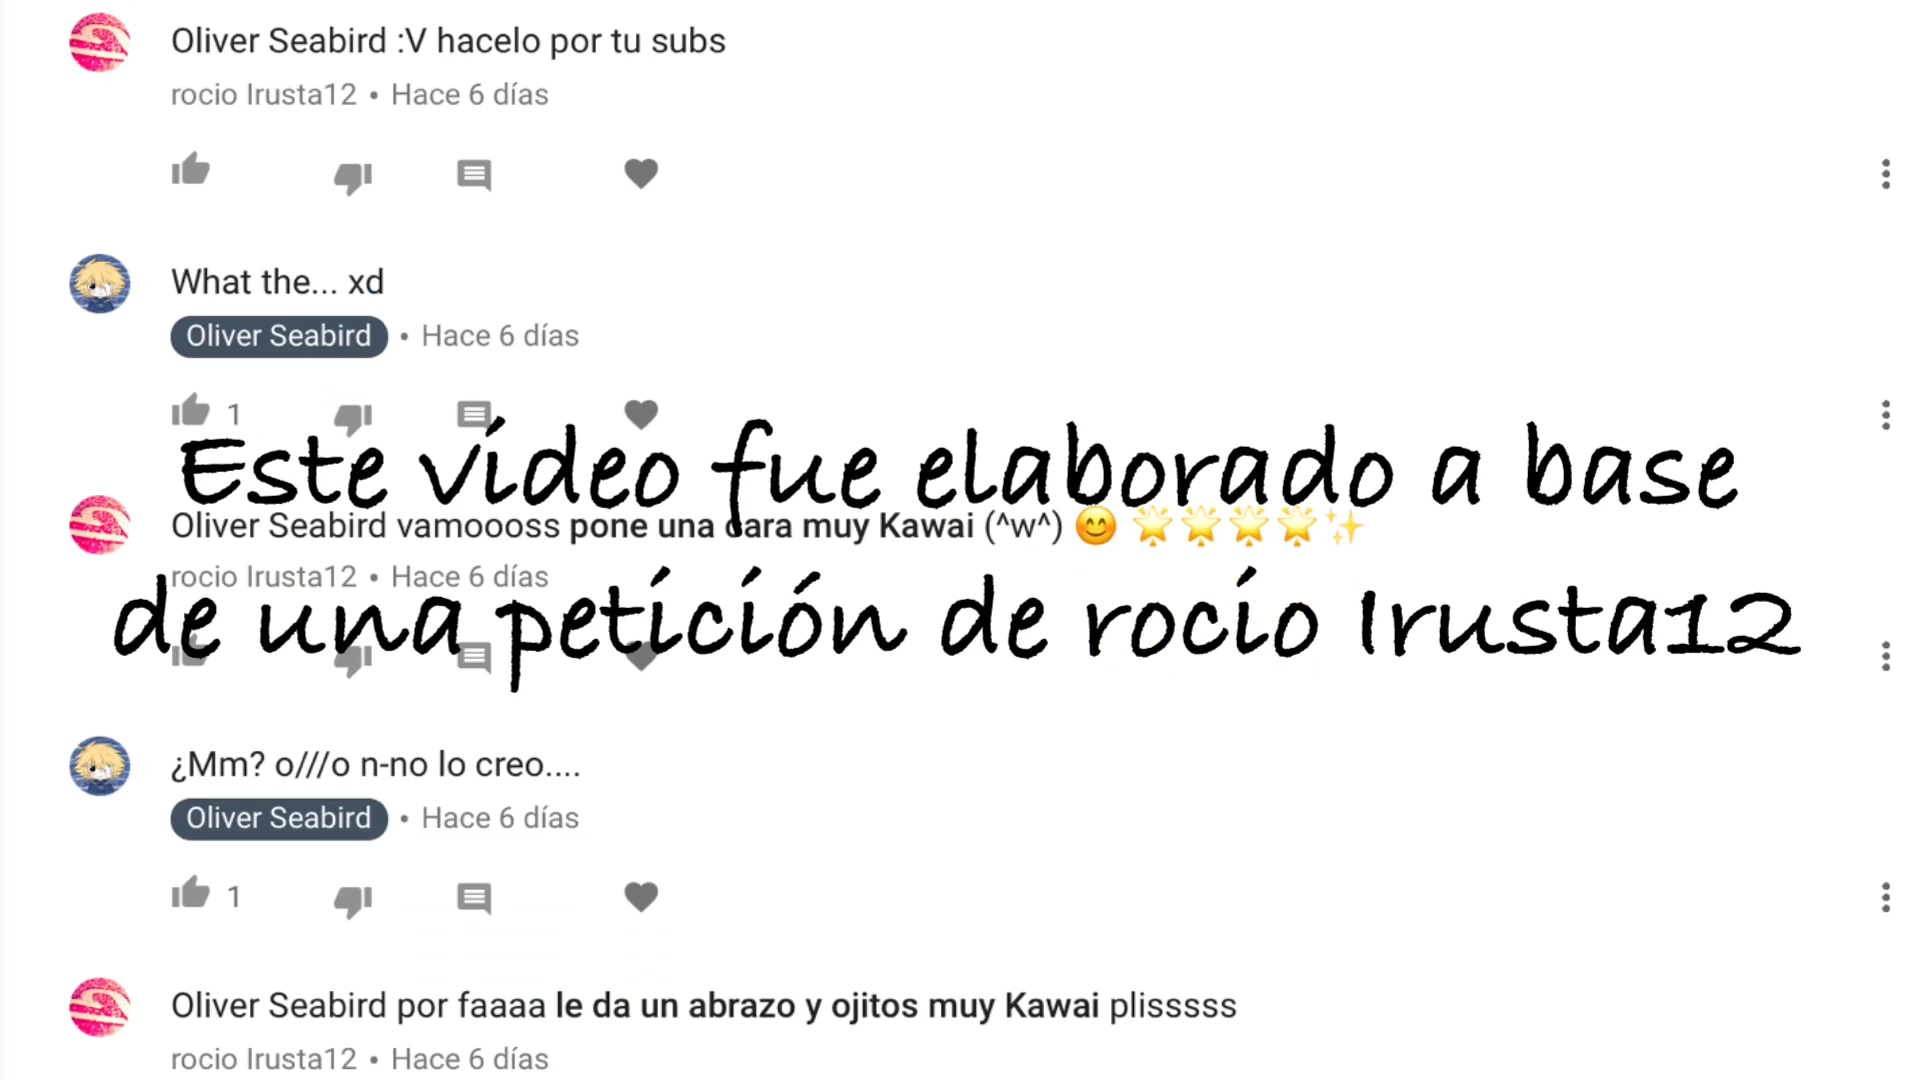 Oliver Seabird :V hacelo por tu subs
rocio Irusta12 • Hace 6 días
What the... xd
Oliver Seabird • Hace 6 días
1
Este video fue elaborado a base
Oliver Seabird vamoooss pone una cara muy Kawai (^w^) 😊 🌟🌟🌟🌟✨
rocio Irusta12 • Hace 6 días
de una petición de rocio Irusta12
¿Mm? o///o n-no lo creo....
Oliver Seabird • Hace 6 días
1
Oliver Seabird por faaaa le da un abrazo y ojitos muy Kawai plisssss
rocio Irusta12 • Hace 6 días